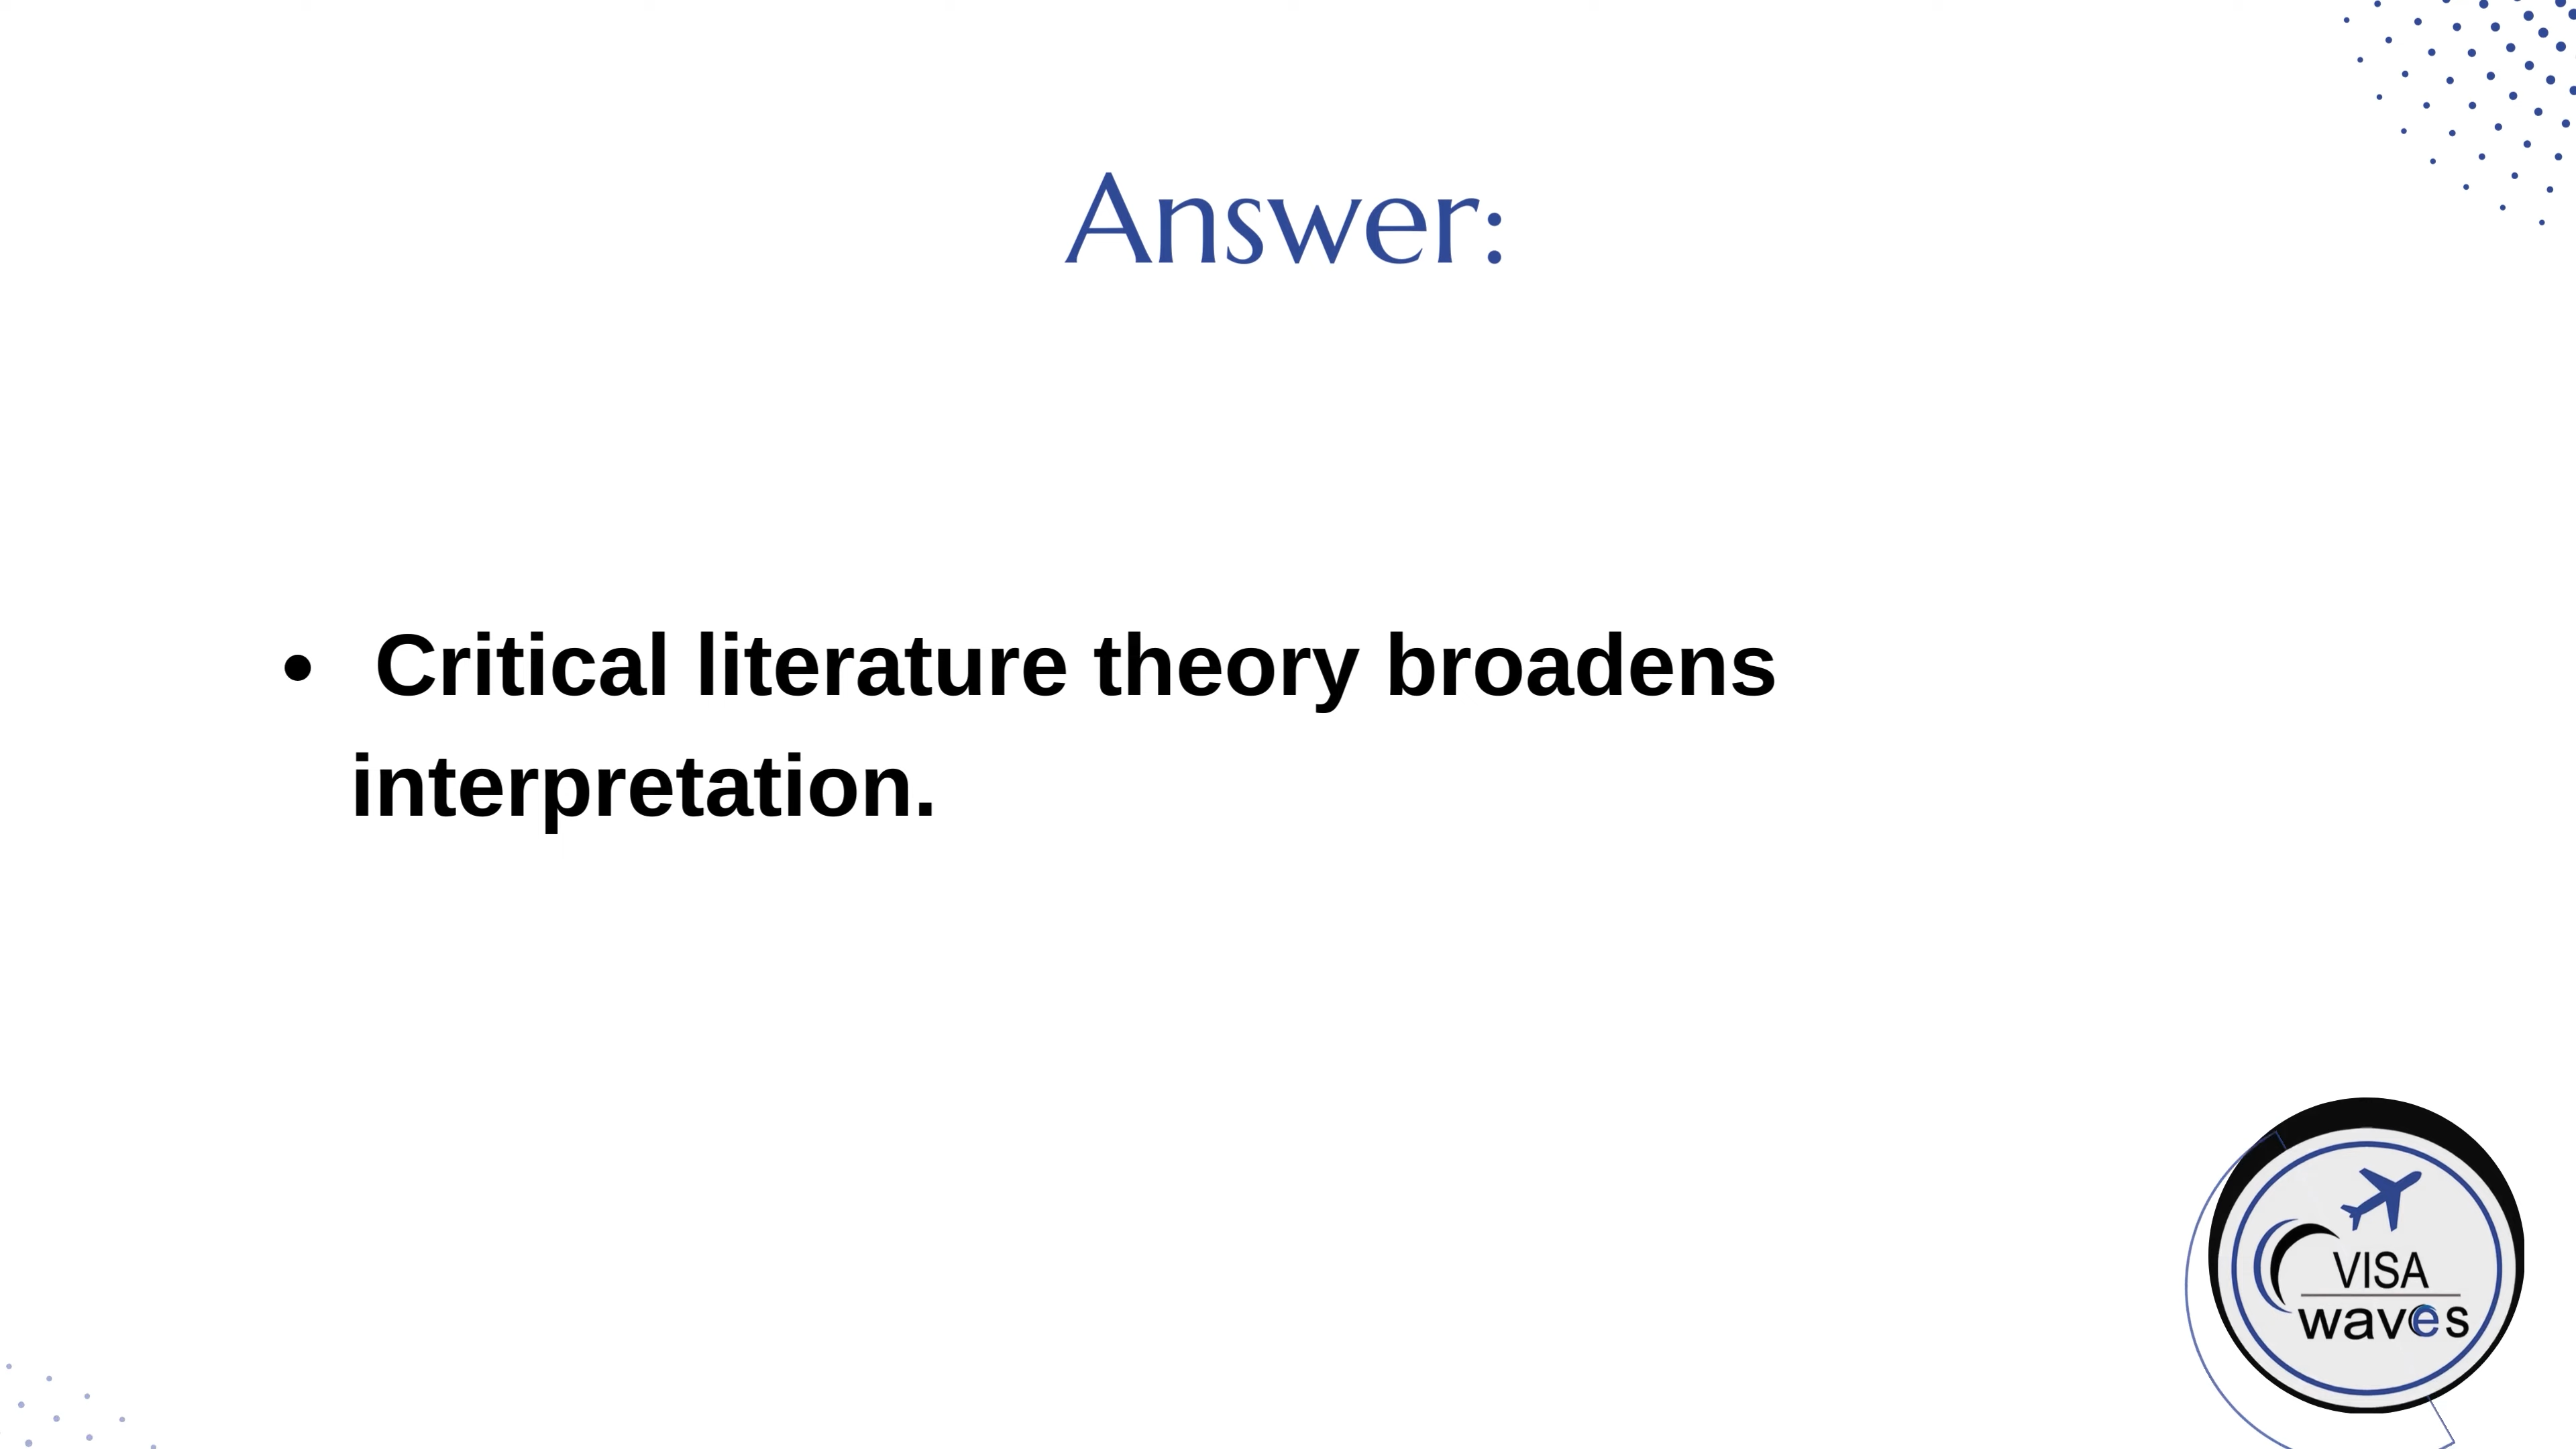 Answer:
• Critical literature theory broadens
interpretation.
VISA
waves